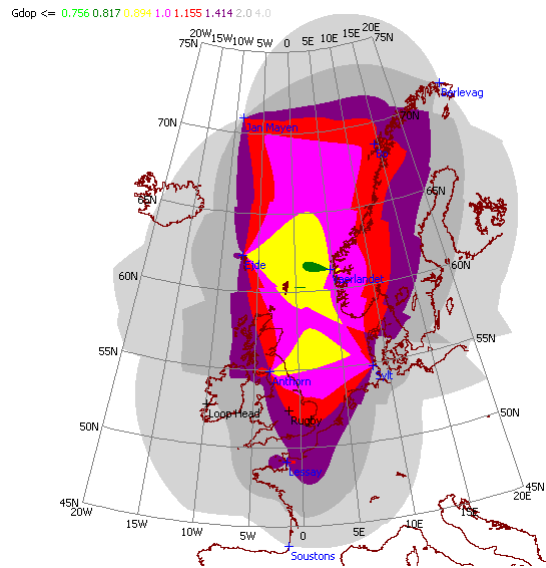 Gdop <= 0.756 0.817 0.894 1.0 1.155 1.414 2.0 4.0
20W 15W 10W 5W 0 5E 10E 15E 20E
75N 75N
Berlevag
70N 70N
Jan Mayen
65N 65N
Ejde
60N 60N
Værlandet
55N 55N
Sylt
Anthorn
Loop Head
Rugby
50N 50N
Lessay
45N 45N
20W 15W 10W 5W 0 5E 10E 15E 20E
Soustons